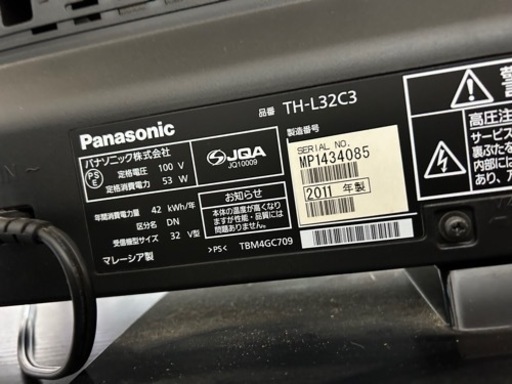 品番 TH-L32C3
Panasonic
パナソニック株式会社
PS
E
定格電圧 100 V
定格消費電力 53 W
JQA
JQ10009
製造番号
SERIAL NO.
MP1434085
2011 年製
年間消費電力量 42 kWh/年
区分名 DN
受信機型サイズ 32 V型
マレーシア製
お知らせ
本体の温度が高くなり
ますが性能・品質には
問題ありません
>PS< TBM4GC709
警
高圧注
サービス
裏ぶたを
内部には